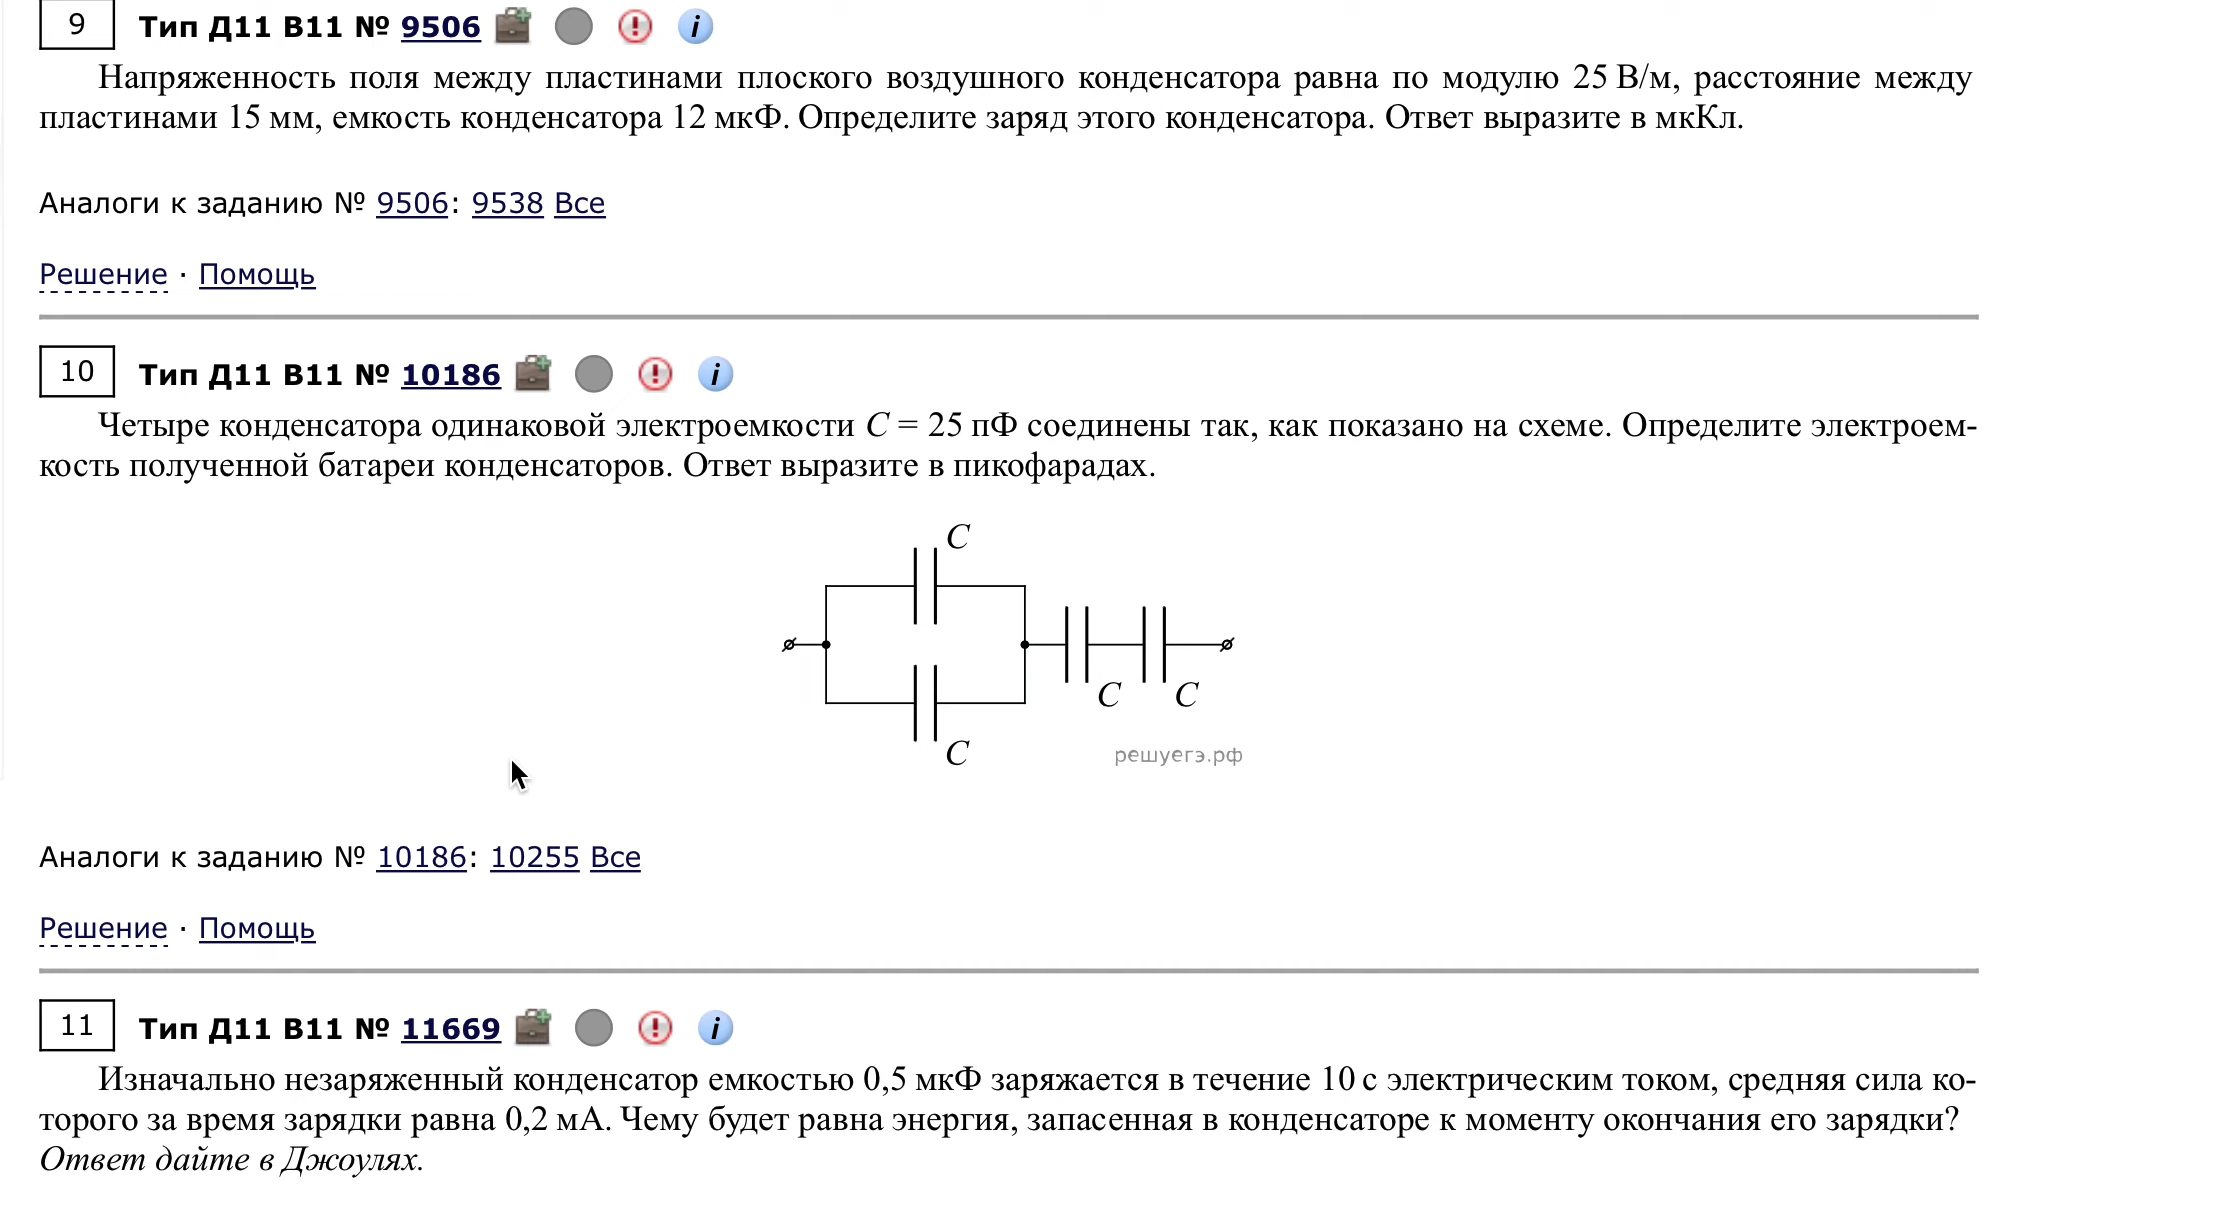 9 Тип Д11 B11 № 9506
Напряженность поля между пластинами плоского воздушного конденсатора равна по модулю 25 В/м, расстояние между
пластинами 15 мм, емкость конденсатора 12 мкФ. Определите заряд этого конденсатора. Ответ выразите в мкКл.
Аналоги к заданию № 9506: 9538 Все
Решение · Помощь
10 Тип Д11 B11 № 10186
Четыре конденсатора одинаковой электроемкости C = 25 пФ соединены так, как показано на схеме. Определите электроем-
кость полученной батареи конденсаторов. Ответ выразите в пикофарадах.
C
C C
C
решуегэ.рф
Аналоги к заданию № 10186: 10255 Все
Решение · Помощь
11 Тип Д11 B11 № 11669
Изначально незаряженный конденсатор емкостью 0,5 мкФ заряжается в течение 10 с электрическим током, средняя сила ко-
торого за время зарядки равна 0,2 мА. Чему будет равна энергия, запасенная в конденсаторе к моменту окончания его зарядки?
Ответ дайте в Джоулях.